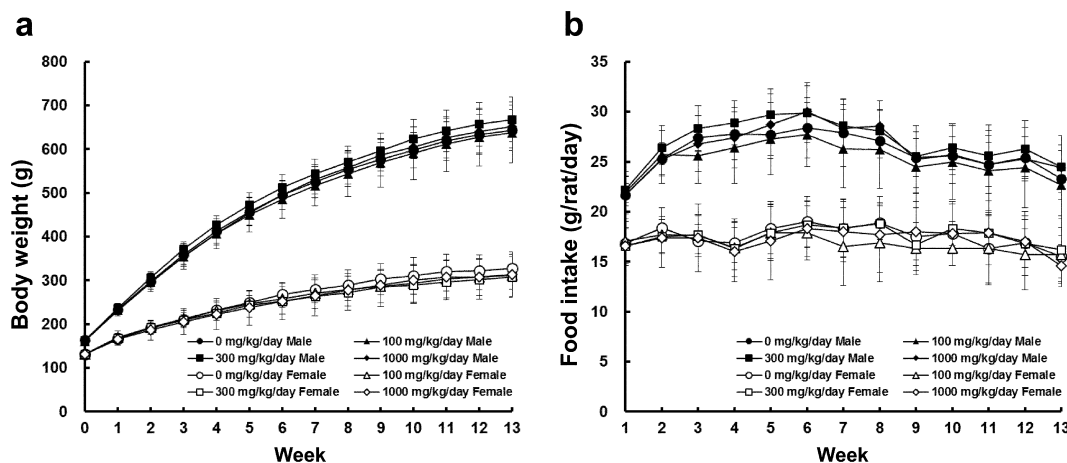 a
Body weight (g)
800
700
600
500
400
300
200
100
0
0 mg/kg/day Male
100 mg/kg/day Male
300 mg/kg/day Male
1000 mg/kg/day Male
0 mg/kg/day Female
100 mg/kg/day Female
300 mg/kg/day Female
1000 mg/kg/day Female
0 1 2 3 4 5 6 7 8 9 10 11 12 13
Week
b
Food intake (g/rat/day)
35
30
25
20
15
10
5
0
0 mg/kg/day Male
100 mg/kg/day Male
300 mg/kg/day Male
1000 mg/kg/day Male
0 mg/kg/day Female
100 mg/kg/day Female
300 mg/kg/day Female
1000 mg/kg/day Female
1 2 3 4 5 6 7 8 9 10 11 12 13
Week